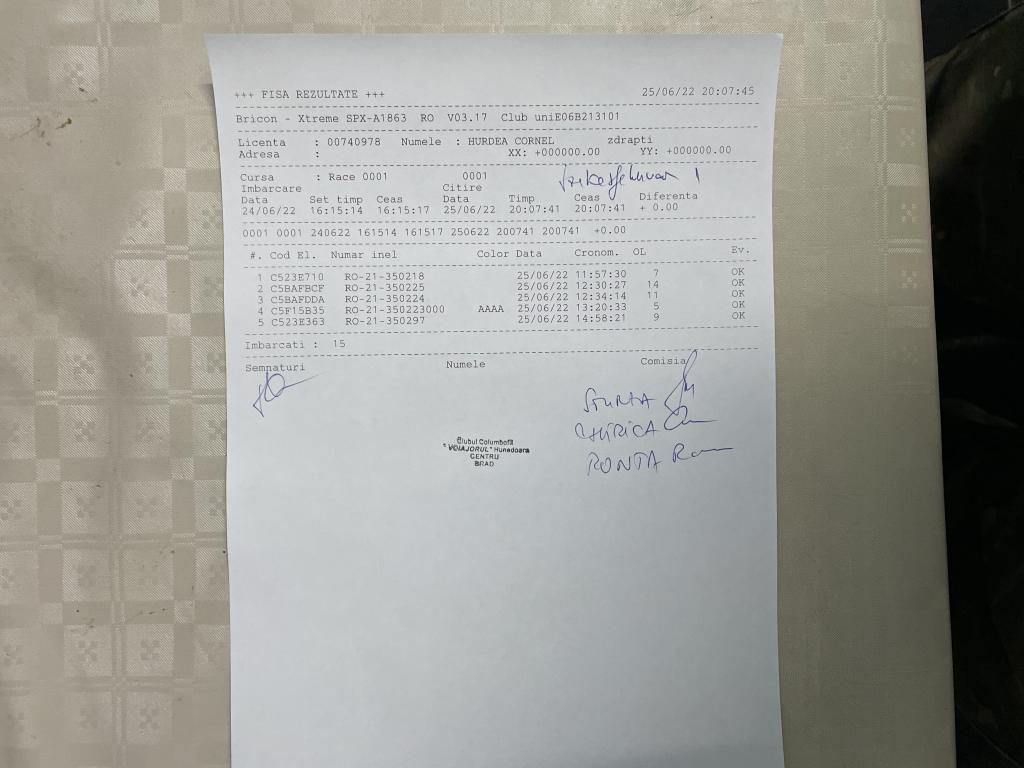 +++ FISA REZULTATE +++ 25/06/22 20:07:45
Bricon - Xtreme SPX-A1863 RO V03.17 Club uniE06B213101
Licenta : 00740978 Numele : HURDEA CORNEL zdrapti
Adresa : XX: +000000.00 YY: +000000.00
Cursa : Race 0001 0001 1
Imbarcare Citire
Data Set timp Ceas Data Timp Ceas Diferenta
24/06/22 16:15:14 16:15:17 25/06/22 20:07:41 20:07:41 + 0.00
0001 0001 240622 161514 161517 250622 200741 200741 +0.00
#. Cod El. Numar inel Color Data Cronom. OL Ev.
1 C523E710 RO-21-350218 25/06/22 11:57:30 7 OK
2 C5BAFBCF RO-21-350225 25/06/22 12:30:27 14 OK
3 C5BAFDDA RO-21-350224 25/06/22 12:34:14 11 OK
4 C5F15B35 RO-21-350223000 AAAA 25/06/22 13:20:33 5 OK
5 C523E363 RO-21-350297 25/06/22 14:58:21 9 OK
Imbarcati : 15
Semnaturi Numele Comisia
STURTA
CHIRICA
PONTA
Clubul Columbofil
"VOIAJORUL" Hunedoara
CENTRU
BRAD